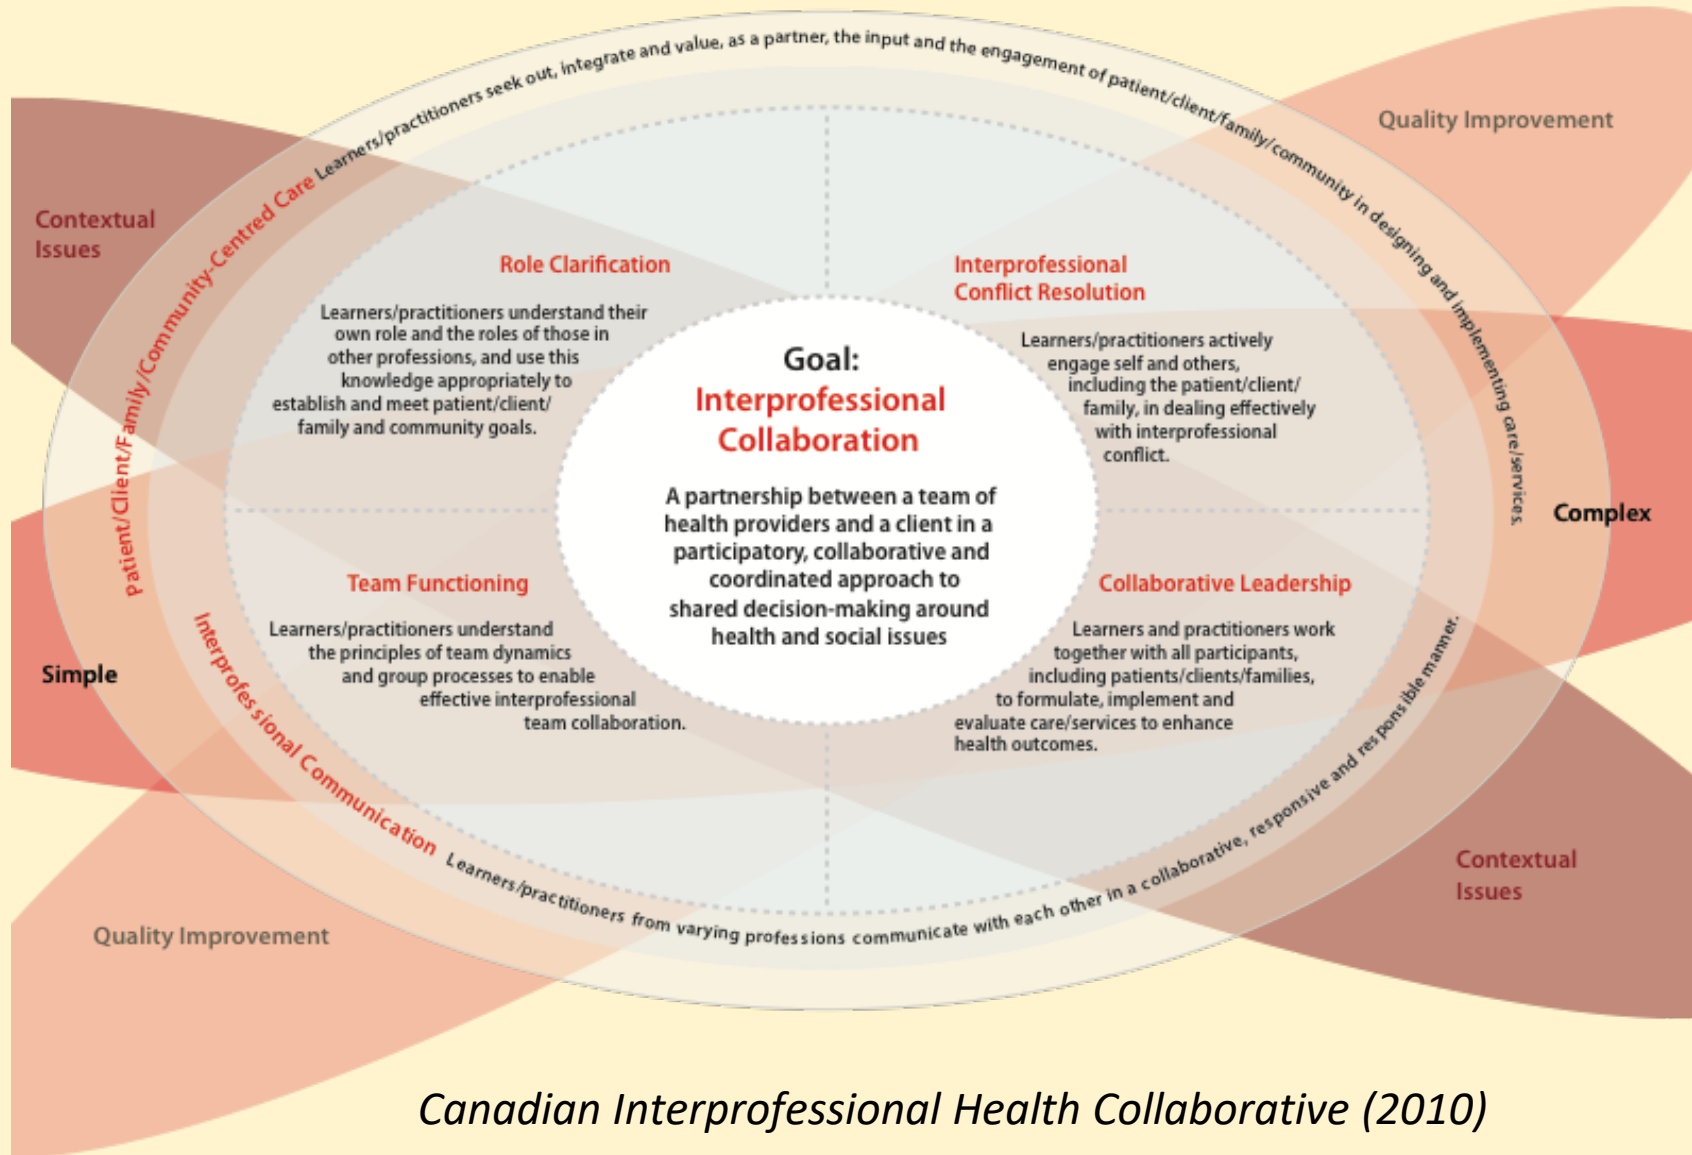 Patient/Client/Family/Community-Centred Care Learners/practitioners seek out, integrate and value, as a partner, the input and the engagement of patient/client/family/community in designing and implementing care/services.
Quality Improvement
Contextual
Issues
Role Clarification
Learners/practitioners understand their
own role and the roles of those in
other professions, and use this
knowledge appropriately to
establish and meet patient/client/
family and community goals.
Interprofessional
Conflict Resolution
Learners/practitioners actively
engage self and others,
including the patient/client/
family, in dealing effectively
with interprofessional
conflict.
Goal:
Interprofessional
Collaboration
A partnership between a team of
health providers and a client in a
participatory, collaborative and
coordinated approach to
shared decision-making around
health and social issues
Complex
Simple
Team Functioning
Learners/practitioners understand
the principles of team dynamics
and group processes to enable
effective interprofessional
team collaboration.
Collaborative Leadership
Learners and practitioners work
together with all participants,
including patients/clients/families,
to formulate, implement and
evaluate care/services to enhance
health outcomes.
Interprofessional Communication Learners/practitioners from varying professions communicate with each other in a collaborative, responsive and responsible manner.
Contextual
Issues
Quality Improvement
Canadian Interprofessional Health Collaborative (2010)